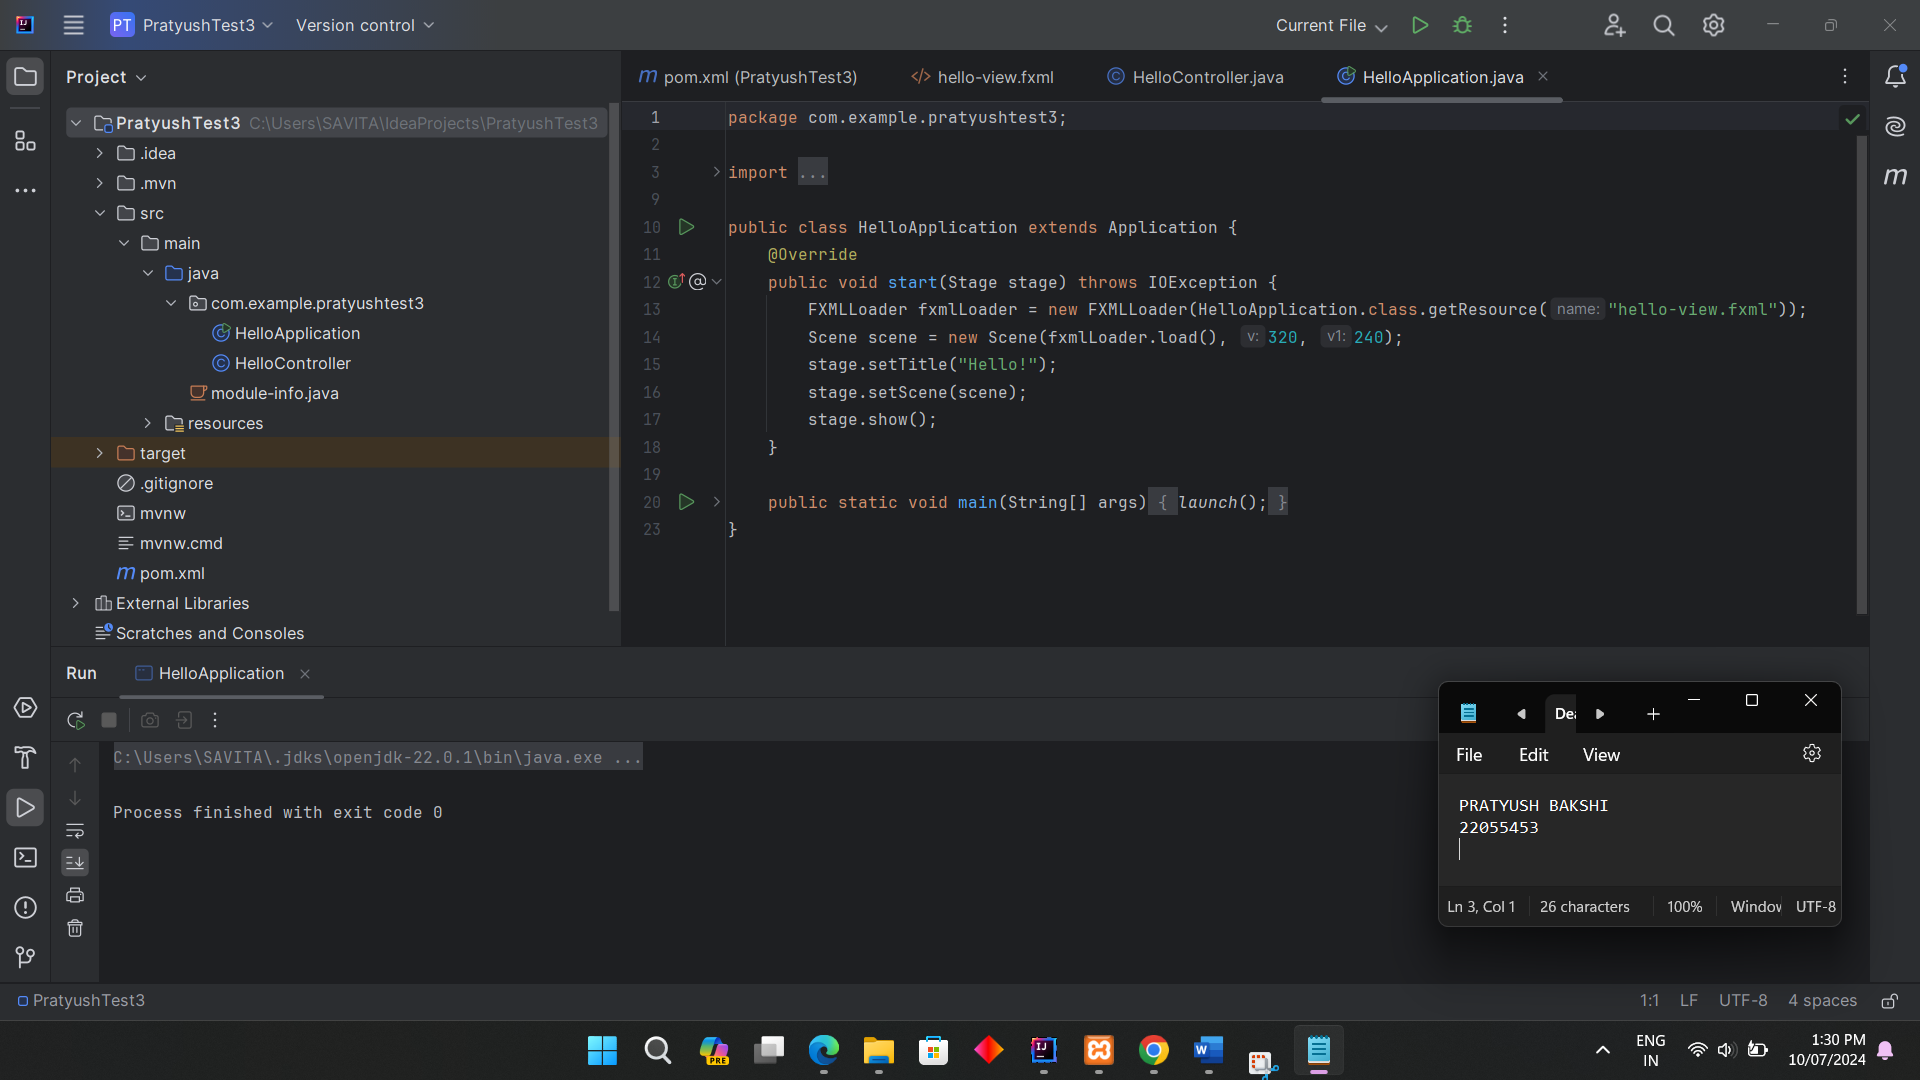 PT PratyushTest3 Version control Current File
Project
pom.xml (PratyushTest3) hello-view.fxml HelloController.java HelloApplication.java
PratyushTest3 C:\Users\SAVITA\IdeaProjects\PratyushTest3
.idea
.mvn
src
main
java
com.example.pratyushtest3
HelloApplication
HelloController
module-info.java
resources
target
.gitignore
mvnw
mvnw.cmd
pom.xml
External Libraries
Scratches and Consoles
1 package com.example.pratyushtest3;
2
3 import ...
9
10 public class HelloApplication extends Application {
11 @Override
12 public void start(Stage stage) throws IOException {
13 FXMLLoader fxmlLoader = new FXMLLoader(HelloApplication.class.getResource( name: "hello-view.fxml"));
14 Scene scene = new Scene(fxmlLoader.load(), v: 320, v1: 240);
15 stage.setTitle("Hello!");
16 stage.setScene(scene);
17 stage.show();
18 }
19
20 public static void main(String[] args) { launch(); }
23 }
Run HelloApplication
C:\Users\SAVITA\.jdks\openjdk-22.0.1\bin\java.exe ...
Process finished with exit code 0
Dea
File Edit View
PRATYUSH BAKSHI
22055453
Ln 3, Col 1 26 characters 100% Window UTF-8
PratyushTest3 1:1 LF UTF-8 4 spaces
PRE
ENG
IN
1:30 PM
10/07/2024